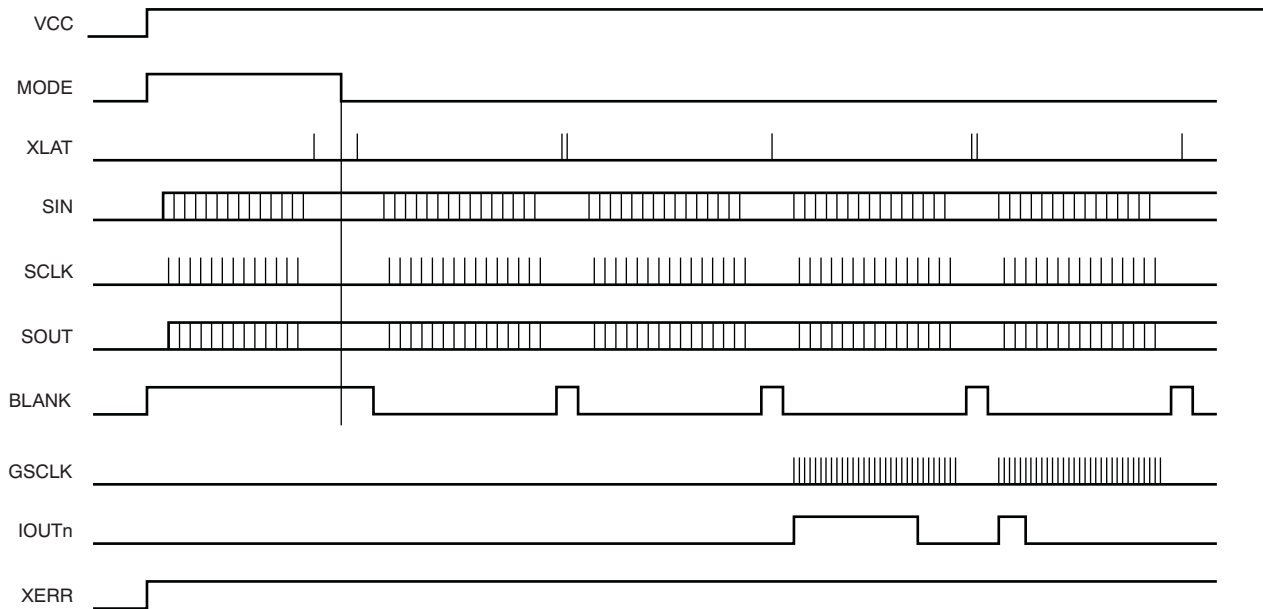 VCC
MODE
XLAT
SIN
SCLK
SOUT
BLANK
GSCLK
IOUTn
XERR